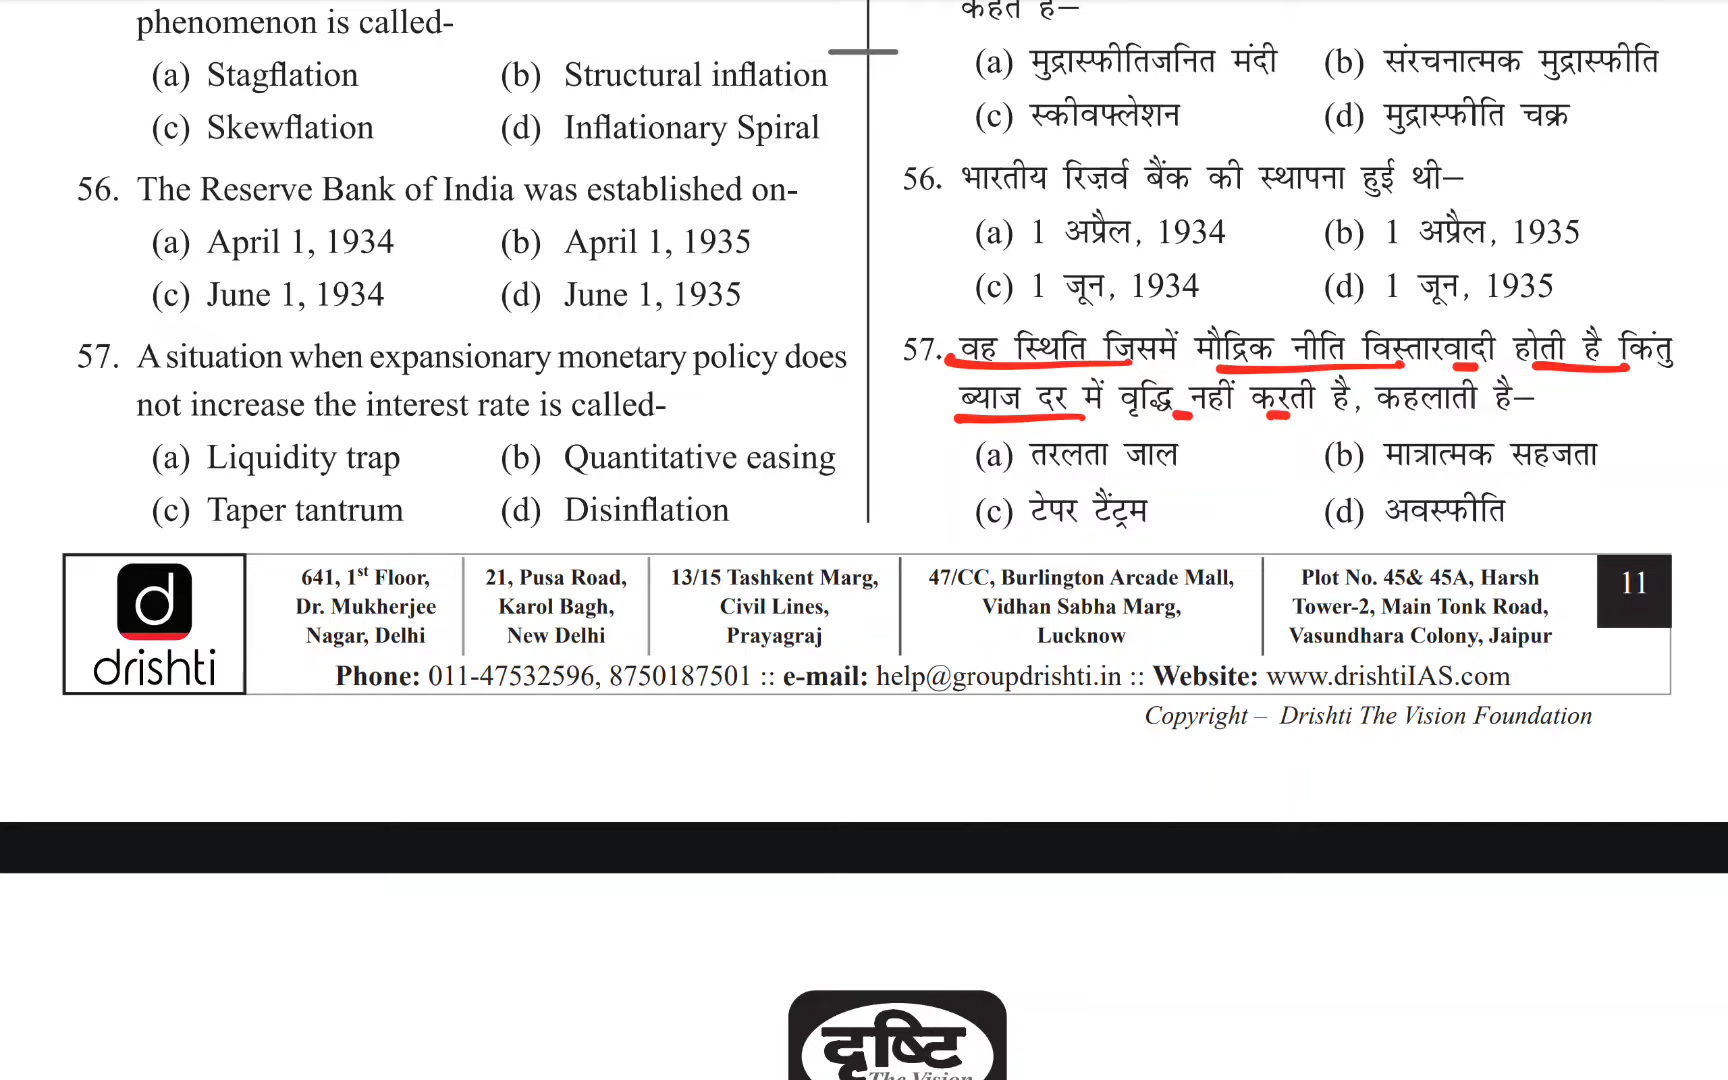 phenomenon is called-
(a) Stagflation (b) Structural inflation
(c) Skewflation (d) Inflationary Spiral
56. The Reserve Bank of India was established on-
(a) April 1, 1934 (b) April 1, 1935
(c) June 1, 1934 (d) June 1, 1935
57. A situation when expansionary monetary policy does
not increase the interest rate is called-
(a) Liquidity trap (b) Quantitative easing
(c) Taper tantrum (d) Disinflation
कहते हैं–
(a) मुद्रास्फीतिजनित मंदी (b) संरचनात्मक मुद्रास्फीति
(c) स्कीवफ्लेशन (d) मुद्रास्फीति चक्र
56. भारतीय रिज़र्व बैंक की स्थापना हुई थी–
(a) 1 अप्रैल, 1934 (b) 1 अप्रैल, 1935
(c) 1 जून, 1934 (d) 1 जून, 1935
57. वह स्थिति जिसमें मौद्रिक नीति विस्तारवादी होती है किंतु
ब्याज दर में वृद्धि नहीं करती है, कहलाती है–
(a) तरलता जाल (b) मात्रात्मक सहजता
(c) टेपर टैंट्रम (d) अवस्फीति
drishti
641, 1st Floor,
Dr. Mukherjee
Nagar, Delhi
21, Pusa Road,
Karol Bagh,
New Delhi
13/15 Tashkent Marg,
Civil Lines,
Prayagraj
47/CC, Burlington Arcade Mall,
Vidhan Sabha Marg,
Lucknow
Plot No. 45& 45A, Harsh
Tower-2, Main Tonk Road,
Vasundhara Colony, Jaipur
11
Phone: 011-47532596, 8750187501 :: e-mail: help@groupdrishti.in :: Website: www.drishtiIAS.com
Copyright – Drishti The Vision Foundation
दृष्टि
The Vision